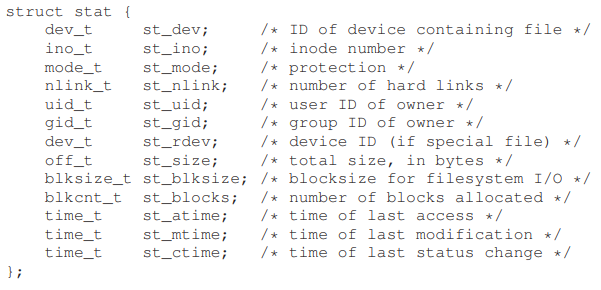 struct stat {
    dev_t     st_dev;     /* ID of device containing file */
    ino_t     st_ino;     /* inode number */
    mode_t    st_mode;    /* protection */
    nlink_t   st_nlink;   /* number of hard links */
    uid_t     st_uid;     /* user ID of owner */
    gid_t     st_gid;     /* group ID of owner */
    dev_t     st_rdev;    /* device ID (if special file) */
    off_t     st_size;    /* total size, in bytes */
    blksize_t st_blksize; /* blocksize for filesystem I/O */
    blkcnt_t  st_blocks;  /* number of blocks allocated */
    time_t    st_atime;   /* time of last access */
    time_t    st_mtime;   /* time of last modification */
    time_t    st_ctime;   /* time of last status change */
};